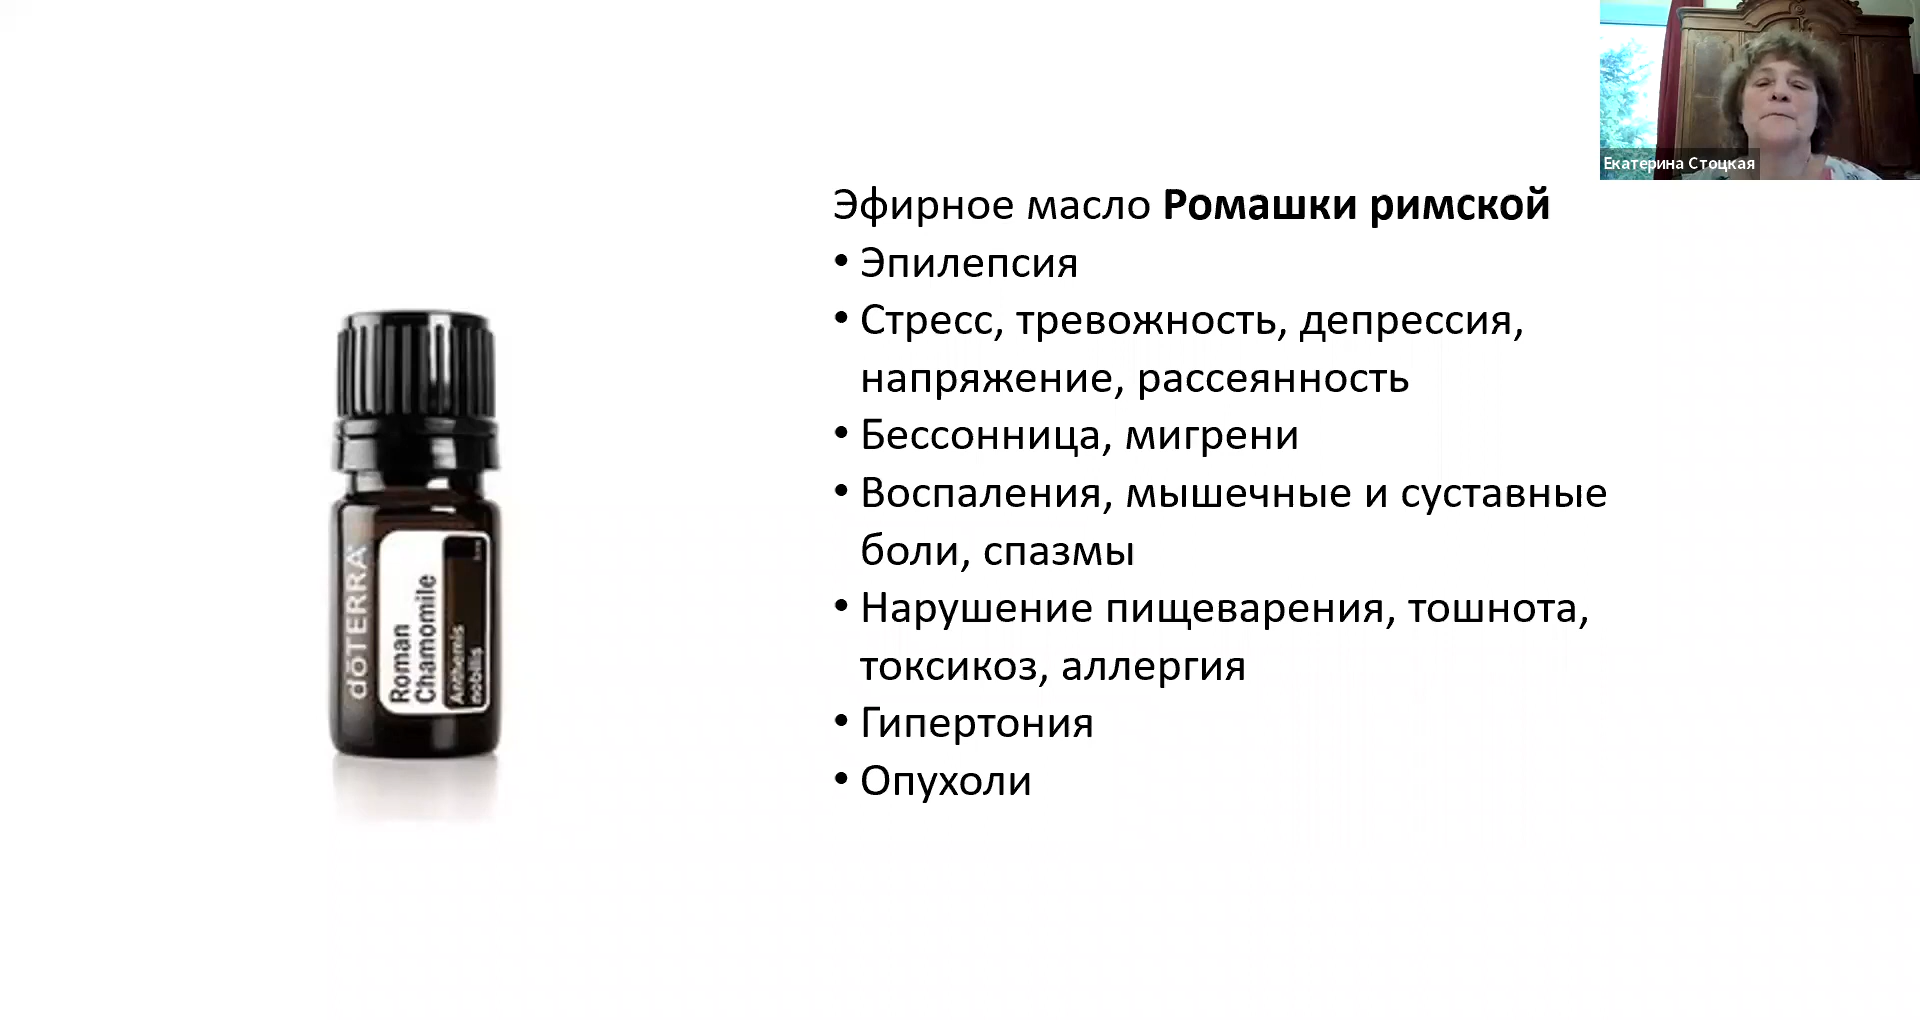 Екатерина Стоцкая
Эфирное масло Ромашки римской
• Эпилепсия
• Стресс, тревожность, депрессия,
напряжение, рассеянность
• Бессонница, мигрени
• Воспаления, мышечные и суставные
боли, спазмы
• Нарушение пищеварения, тошнота,
токсикоз, аллергия
• Гипертония
• Опухоли
dōTERRA
Roman
Chamomile
Anthemis
nobilis